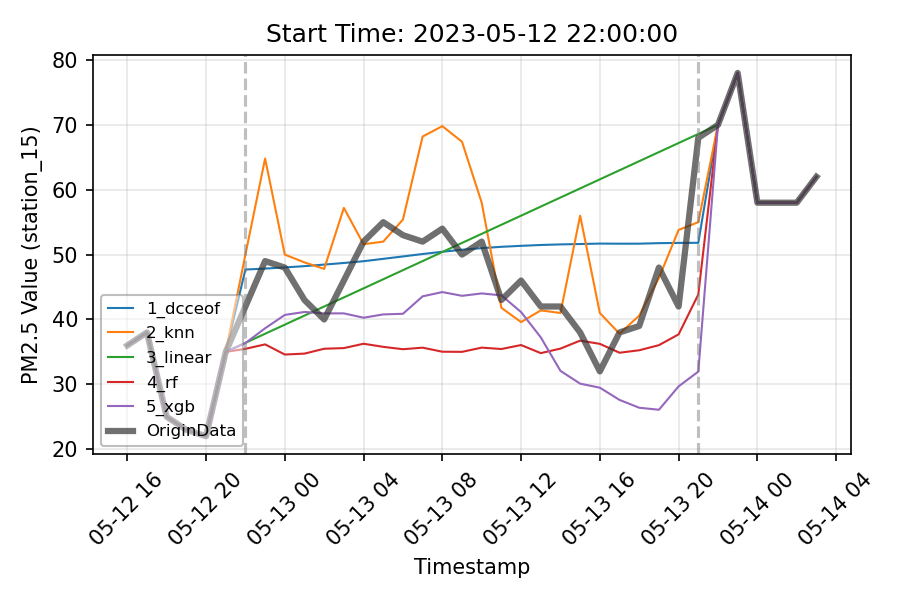 Start Time: 2023-05-12 22:00:00
PM2.5 Value (station_15)
80
70
60
50
40
30
20
1_dcceof
2_knn
3_linear
4_rf
5_xgb
OriginData
05-12 16
05-12 20
05-13 00
05-13 04
05-13 08
05-13 12
05-13 16
05-13 20
05-14 00
05-14 04
Timestamp